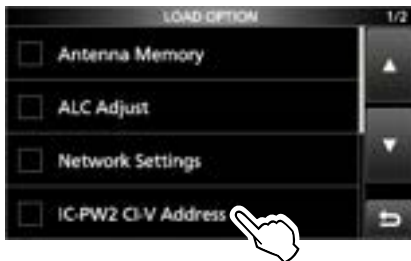 LOAD OPTION 1/2
Antenna Memory
ALC Adjust
Network Settings
IC-PW2 CI-V Address